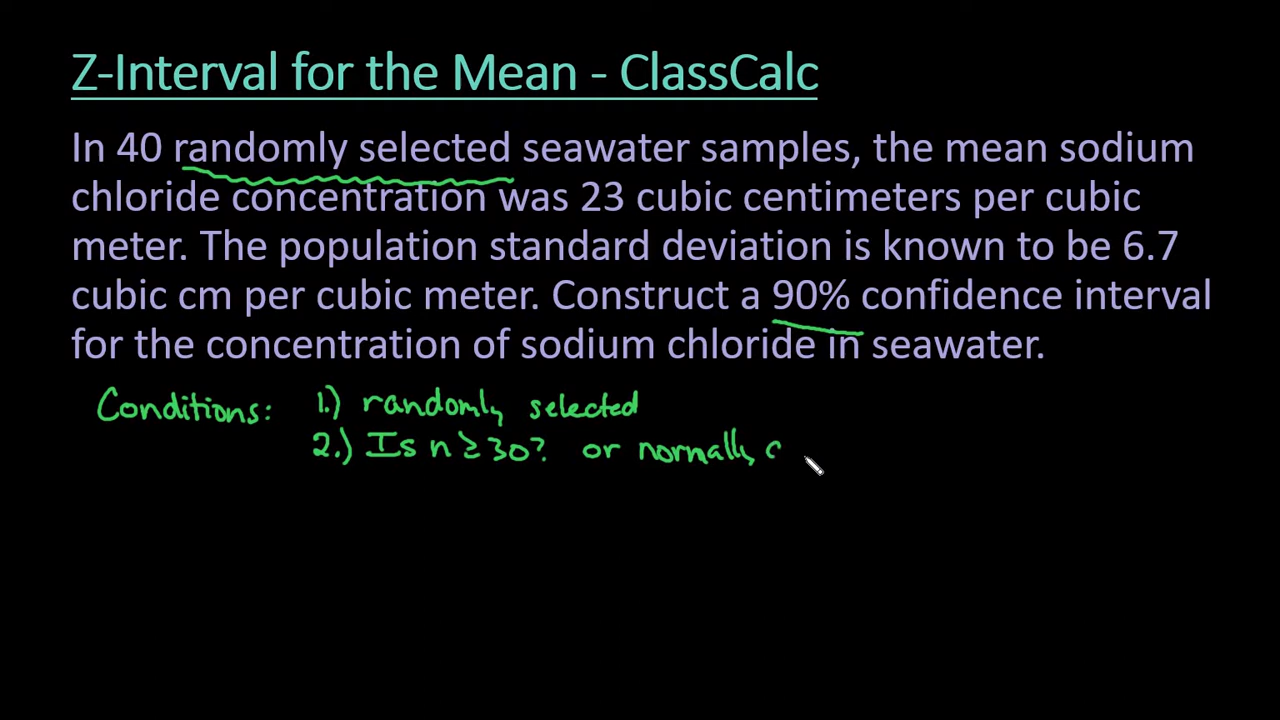 Z-Interval for the Mean - ClassCalc
In 40 randomly selected seawater samples, the mean sodium
chloride concentration was 23 cubic centimeters per cubic
meter. The population standard deviation is known to be 6.7
cubic cm per cubic meter. Construct a 90% confidence interval
for the concentration of sodium chloride in seawater.
Conditions: 1.) randomly selected
2.) Is n ≥ 30? or normally